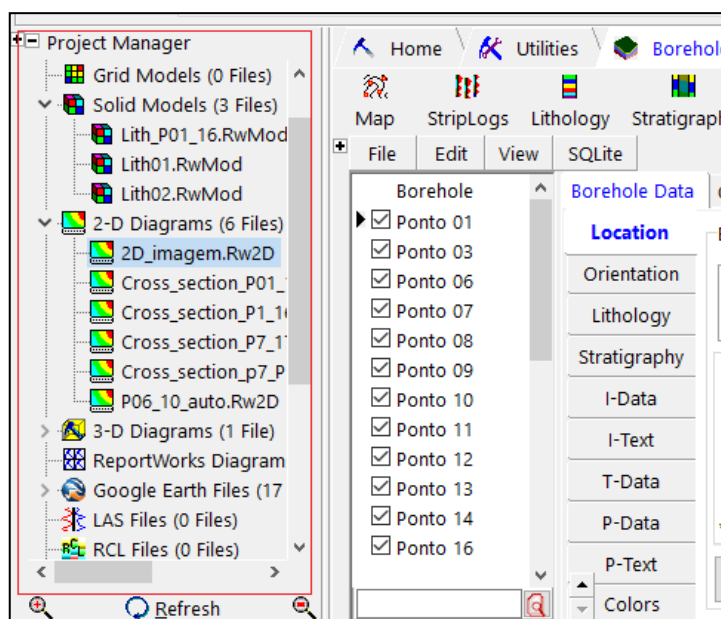 Project Manager
Grid Models (0 Files)
Solid Models (3 Files)
Lith_P01_16.RwMod
Lith01.RwMod
Lith02.RwMod
2-D Diagrams (6 Files)
2D_imagem.Rw2D
Cross_section_P01_
Cross_section_P1_16
Cross_section_P7_1
Cross_section_p7_P
P06_10_auto.Rw2D
3-D Diagrams (1 File)
ReportWorks Diagram
Google Earth Files (17
LAS Files (0 Files)
RCL Files (0 Files)
Refresh
Home Utilities Borehol
Map StripLogs Lithology Stratigraph
File Edit View SQLite
Borehole
Ponto 01
Ponto 03
Ponto 06
Ponto 07
Ponto 08
Ponto 09
Ponto 10
Ponto 11
Ponto 12
Ponto 13
Ponto 14
Ponto 16
Borehole Data
Location
Orientation
Lithology
Stratigraphy
I-Data
I-Text
T-Data
P-Data
P-Text
Colors